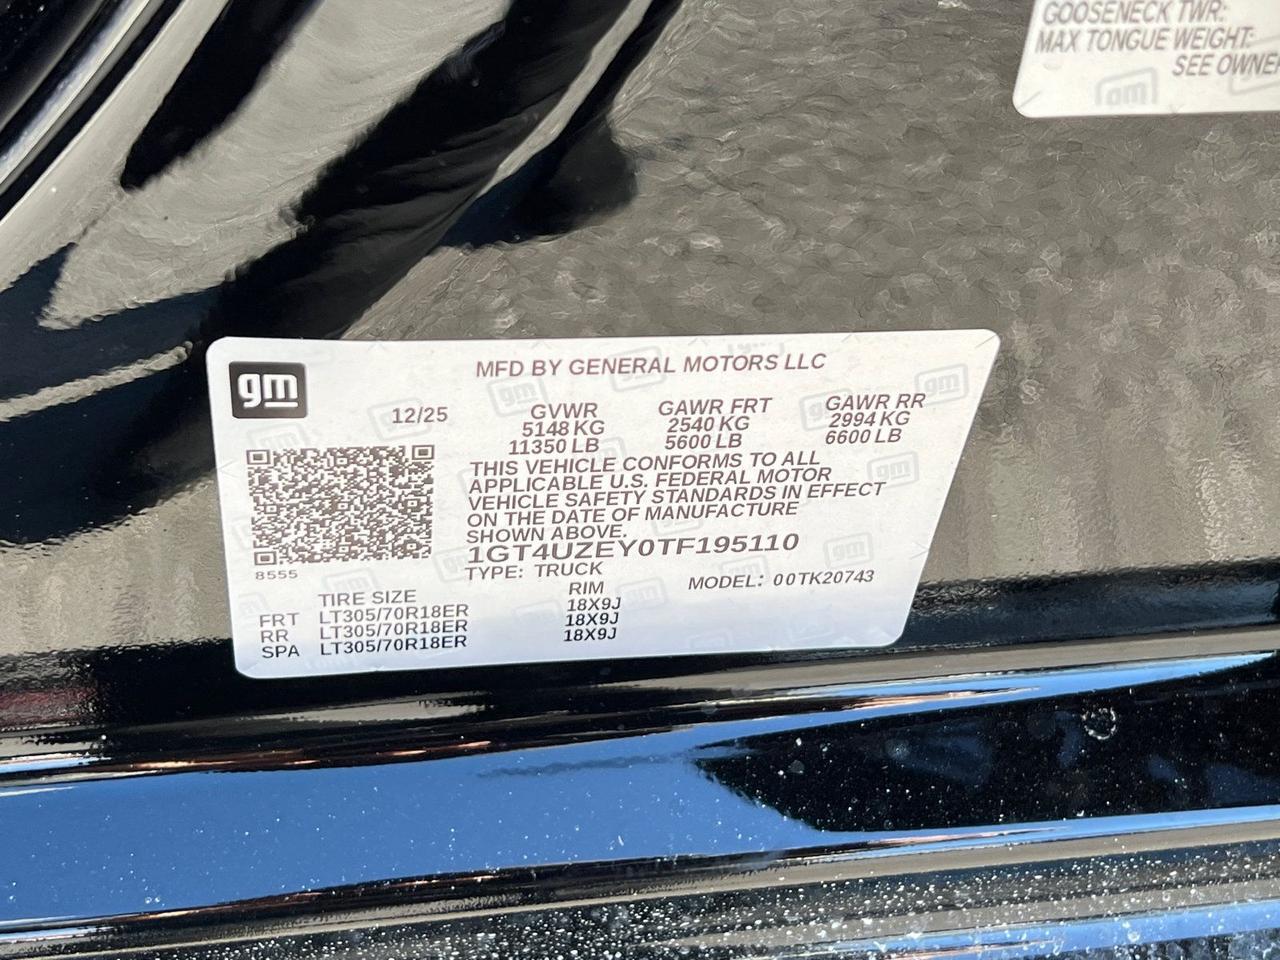 GOOSENECK TWR:
MAX TONGUE WEIGHT:
SEE OWNER
gm
gm
MFD BY GENERAL MOTORS LLC
12/25
GVWR GAWR FRT GAWR RR
5148 KG 2540 KG 2994 KG
11350 LB 5600 LB 6600 LB
THIS VEHICLE CONFORMS TO ALL
APPLICABLE U.S. FEDERAL MOTOR
VEHICLE SAFETY STANDARDS IN EFFECT
ON THE DATE OF MANUFACTURE
SHOWN ABOVE.
1GT4UZEY0TF195110
8555
TYPE: TRUCK MODEL: 00TK20743
TIRE SIZE RIM
FRT LT305/70R18ER 18X9J
RR LT305/70R18ER 18X9J
SPA LT305/70R18ER 18X9J